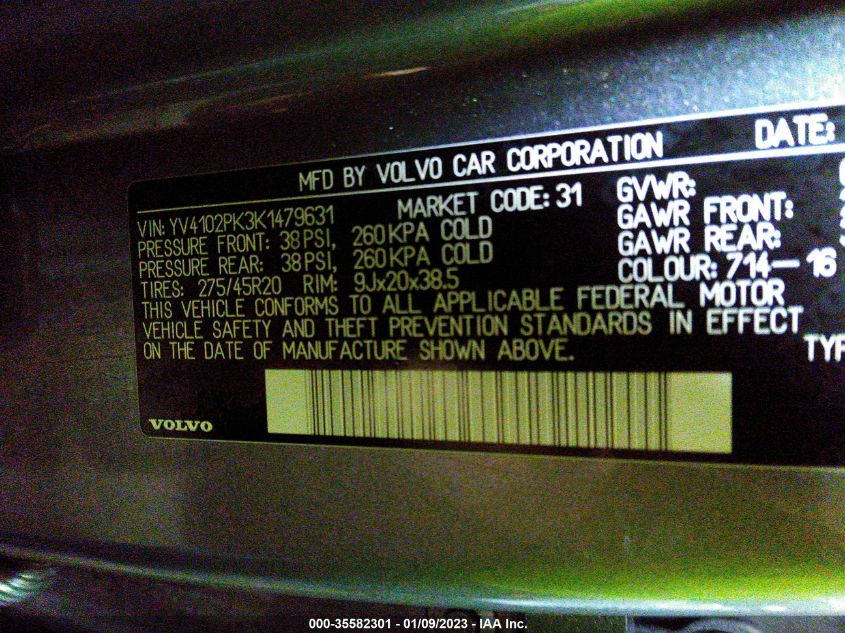 MFD BY VOLVO CAR CORPORATION DATE:
VIN: YV4102PK3K1479631 MARKET CODE: 31 GVWR:
PRESSURE FRONT: 38 PSI, 260 KPA COLD GAWR FRONT:
PRESSURE REAR: 38 PSI, 260 KPA COLD GAWR REAR:
TIRES: 275/45R20 RIM: 9Jx20x38.5 COLOUR: 714-16
THIS VEHICLE CONFORMS TO ALL APPLICABLE FEDERAL MOTOR
VEHICLE SAFETY AND THEFT PREVENTION STANDARDS IN EFFECT
ON THE DATE OF MANUFACTURE SHOWN ABOVE. TYP
VOLVO
000-35582301 - 01/09/2023 - IAA Inc.